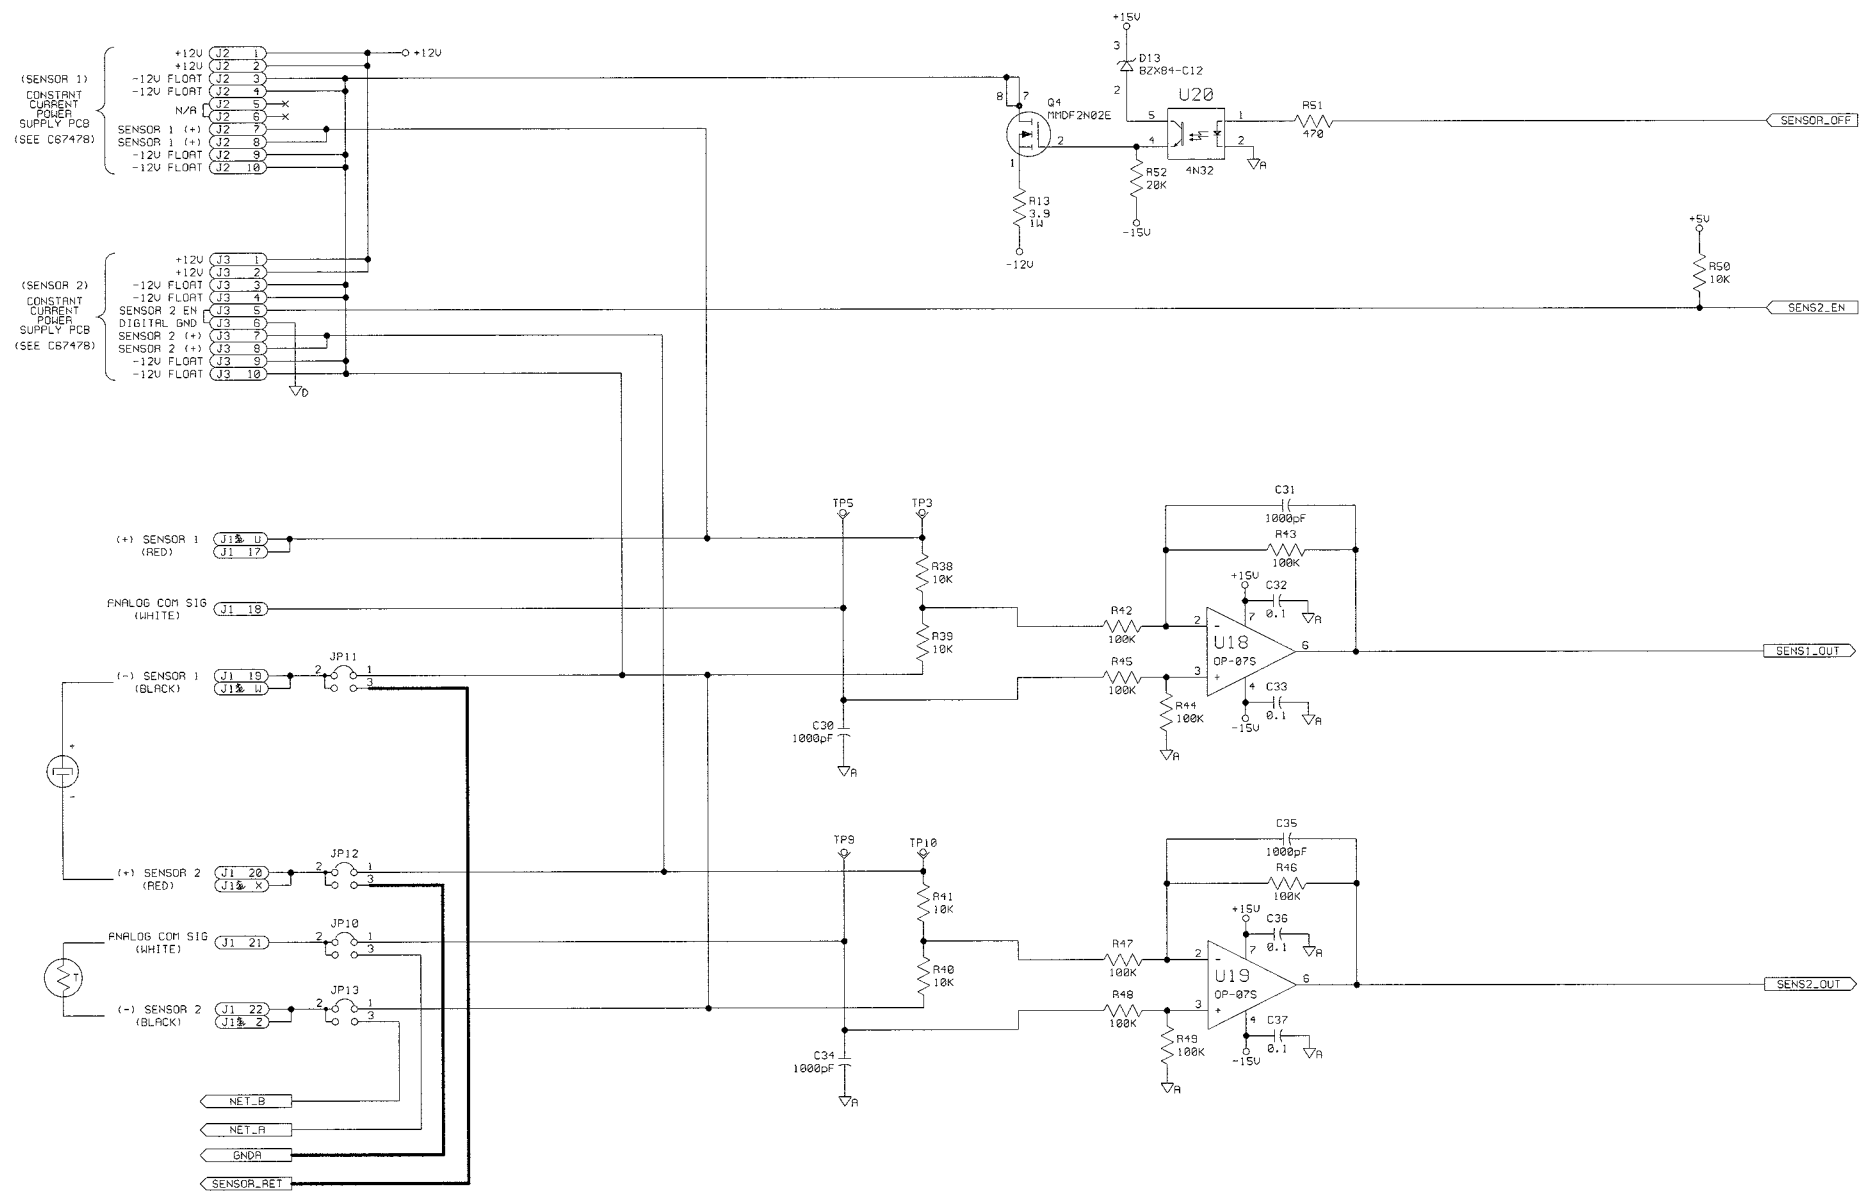 (SENSOR 1)
CONSTANT
CURRENT
POWER
SUPPLY PCB
(SEE C67478)
+12V J2 1
+12V J2 2
-12V FLOAT J2 3
-12V FLOAT J2 4
N/A
J2 5
J2 6
SENSOR 1 (+) J2 7
SENSOR 1 (+) J2 8
-12V FLOAT J2 9
-12V FLOAT J2 10
+12V
(SENSOR 2)
CONSTANT
CURRENT
POWER
SUPPLY PCB
(SEE C67478)
+12V J3 1
+12V J3 2
-12V FLOAT J3 3
-12V FLOAT J3 4
SENSOR 2 EN J3 5
DIGITAL GND J3 6
SENSOR 2 (+) J3 7
SENSOR 2 (+) J3 8
-12V FLOAT J3 9
-12V FLOAT J3 10
D
+15V
3
D13
BZX84-C12
2
U20
5
4
1
2
4N32
A
R51
470
SENSOR_OFF
8
7
Q4
MMDF2N02E
1
2
R52
20K
-15V
R13
3.9
1W
-12V
+5V
R50
10K
SENS2_EN
(+) SENSOR 1
(RED)
U
J1 17
ANALOG COM SIG
(WHITE)
J1 18
(-) SENSOR 1
(BLACK)
J1 19
W
JP11
2
1
3
TP5
TP3
R38
10K
R39
10K
C30
1000pF
A
C31
1000pF
R43
100K
R42
100K
R45
100K
R44
100K
A
+15V
C32
0.1
A
7
2
-
U18
OP-07S
3
+
6
4
C33
0.1
A
-15V
SENS1_OUT
+
-
(+) SENSOR 2
(RED)
J1 20
X
JP12
2
1
3
ANALOG COM SIG
(WHITE)
J1 21
JP10
2
1
3
T
(-) SENSOR 2
(BLACK)
J1 22
Z
JP13
2
1
3
TP9
TP10
R41
10K
R40
10K
C34
1000pF
A
C35
1000pF
R46
100K
R47
100K
R48
100K
R49
100K
A
+15V
C36
0.1
A
7
2
-
U19
OP-07S
3
+
6
4
C37
0.1
A
-15V
SENS2_OUT
NET_B
NET_A
GNDA
SENSOR_RET